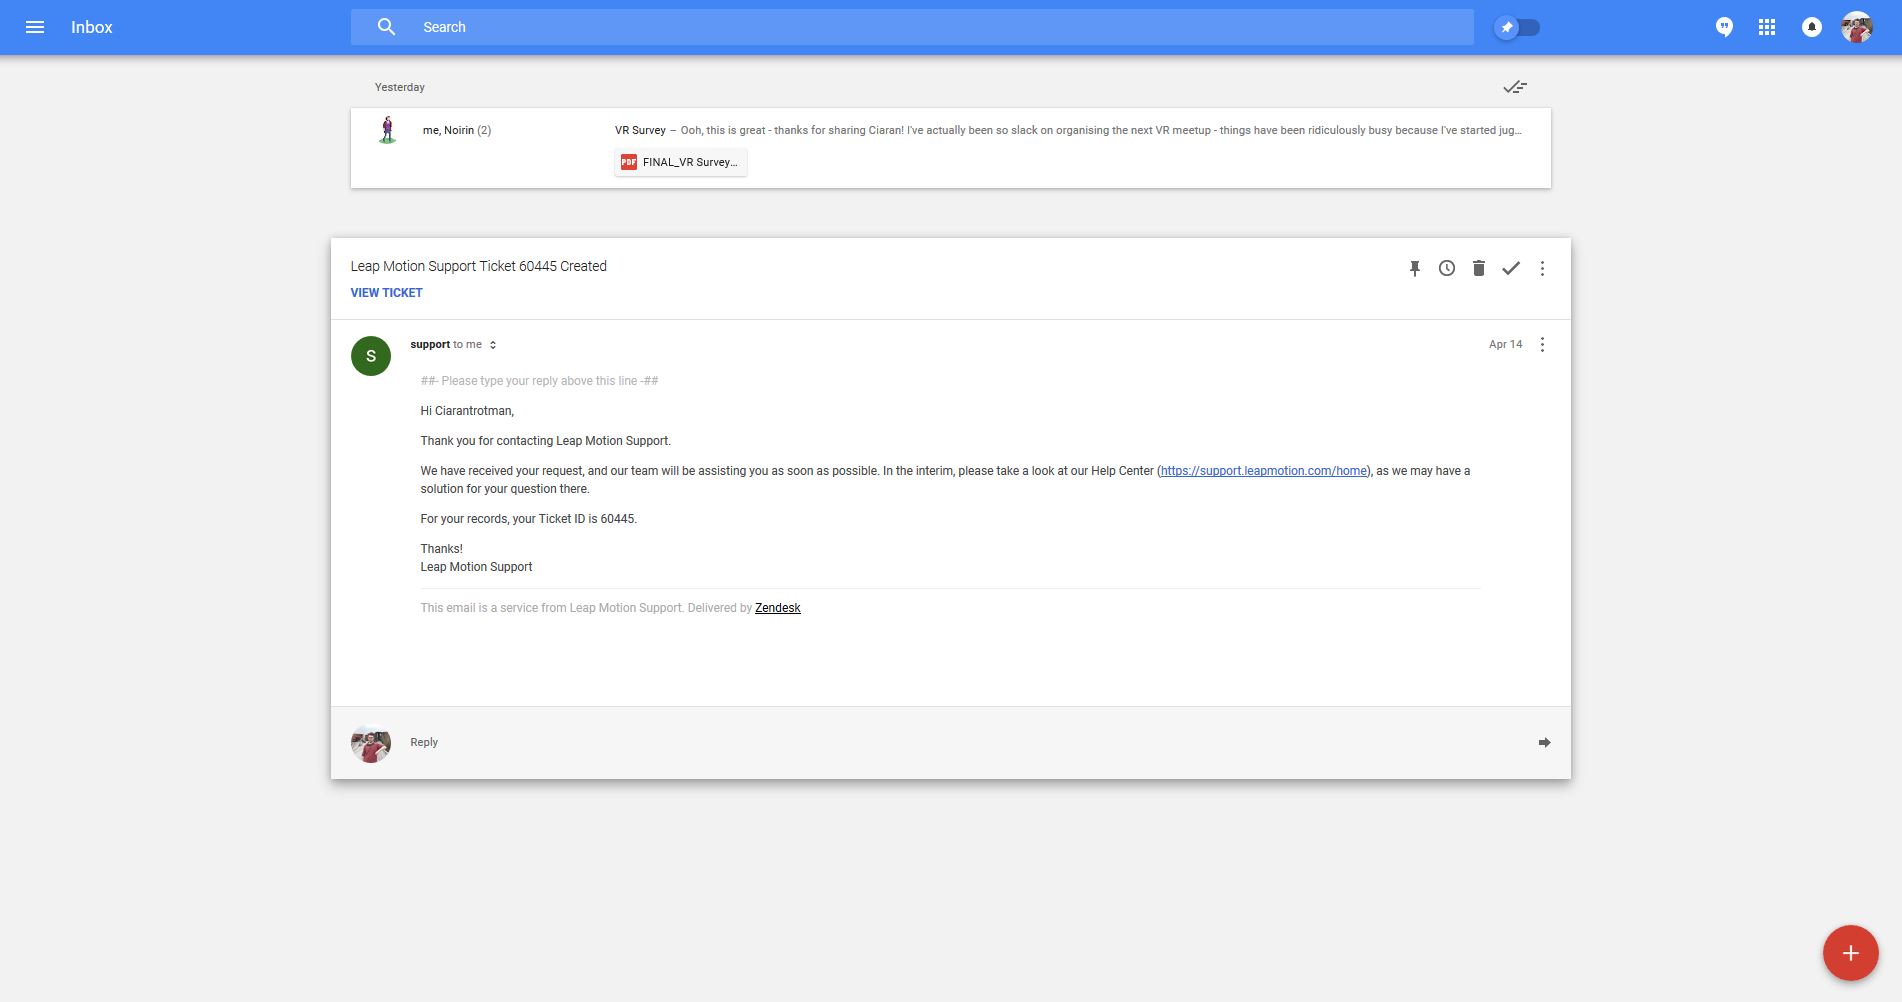 Inbox
Search
Yesterday
me, Noirin (2)
VR Survey – Ooh, this is great - thanks for sharing Ciaran! I've actually been so slack on organising the next VR meetup - things have been ridiculously busy because I've started jug…
PDF FINAL_VR Survey…
Leap Motion Support Ticket 60445 Created
VIEW TICKET
S
support to me
Apr 14
##- Please type your reply above this line -##
Hi Ciarantrotman,
Thank you for contacting Leap Motion Support.
We have received your request, and our team will be assisting you as soon as possible. In the interim, please take a look at our Help Center (https://support.leapmotion.com/home), as we may have a
solution for your question there.
For your records, your Ticket ID is 60445.
Thanks!
Leap Motion Support
This email is a service from Leap Motion Support. Delivered by Zendesk
Reply